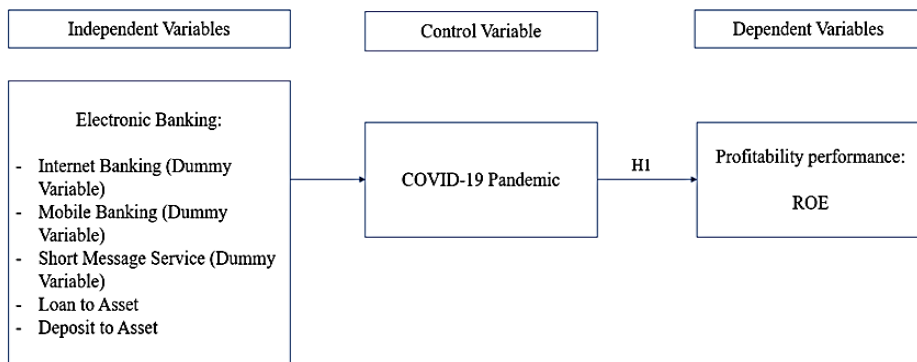 Independent Variables
Control Variable
Dependent Variables
Electronic Banking:
- Internet Banking (Dummy
Variable)
- Mobile Banking (Dummy
Variable)
- Short Message Service (Dummy
Variable)
- Loan to Asset
- Deposit to Asset
COVID-19 Pandemic
H1
Profitability performance:
ROE